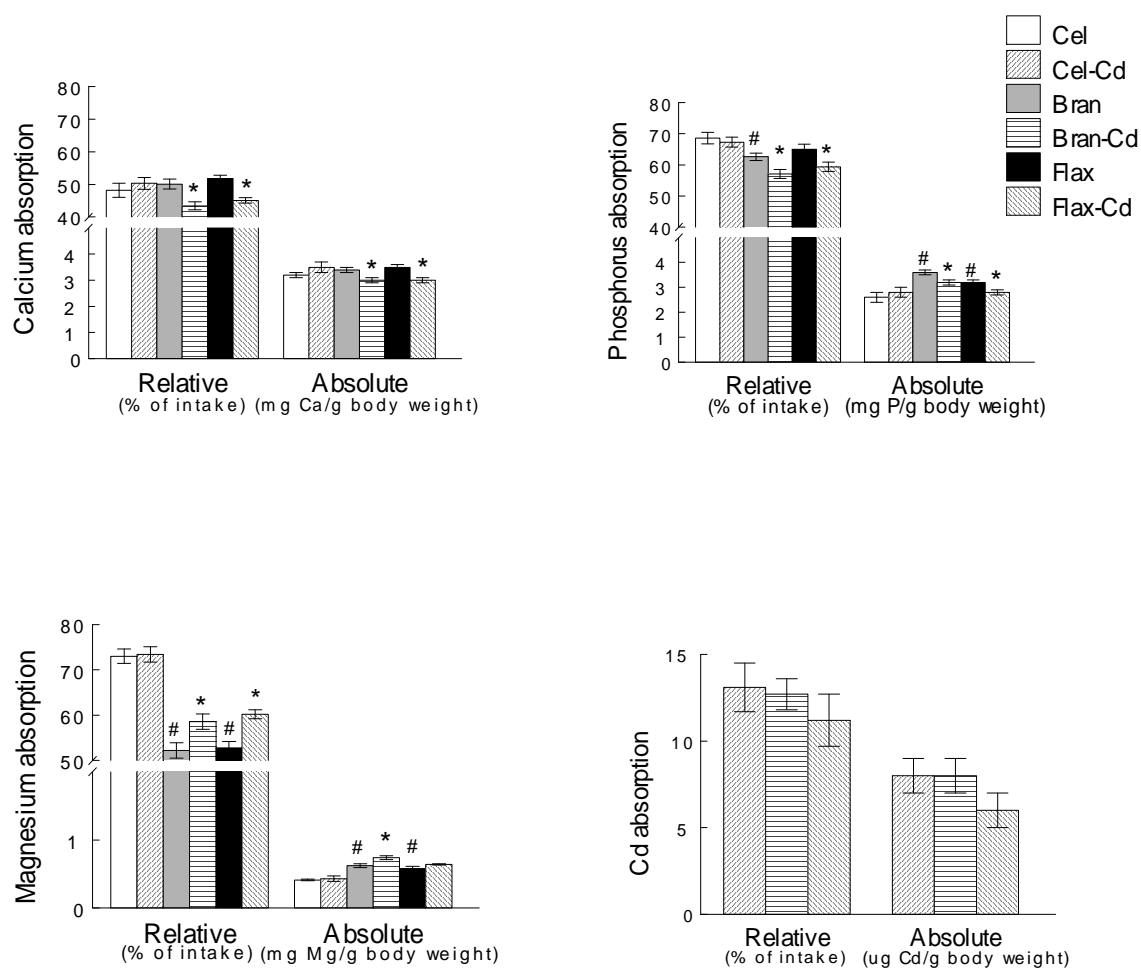 Cel
Cel-Cd
Bran
Bran-Cd
Flax
Flax-Cd
Calcium absorption
80
70
60
50
40
4
3
2
1
0
* *
* *
Relative Absolute
(% of intake) (mg Ca/g body weight)
Phosphorus absorption
80
70
60
50
40
4
3
2
1
0
# * *
# * # *
Relative Absolute
(% of intake) (mg P/g body weight)
Magnesium absorption
80
70
60
50
1
0
# * # *
# * #
Relative Absolute
(% of intake) (mg Mg/g body weight)
Cd absorption
15
10
5
0
Relative Absolute
(% of intake) (ug Cd/g body weight)